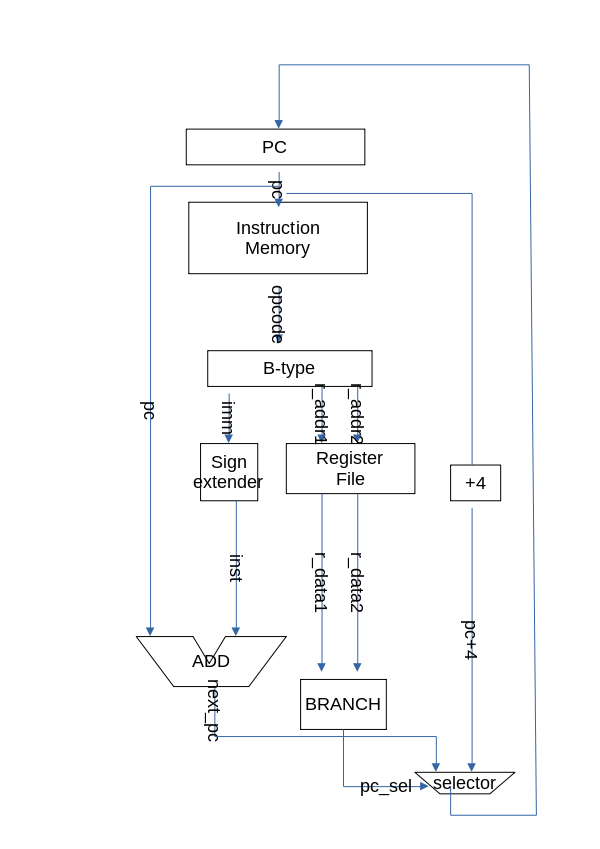 PC
pc
Instruction
Memory
opcode
B-type
pc
imm
r_addr1
r_addr2
Sign
extender
Register
File
+4
inst
r_data1
r_data2
pc+4
ADD
next_pc
BRANCH
pc_sel
selector